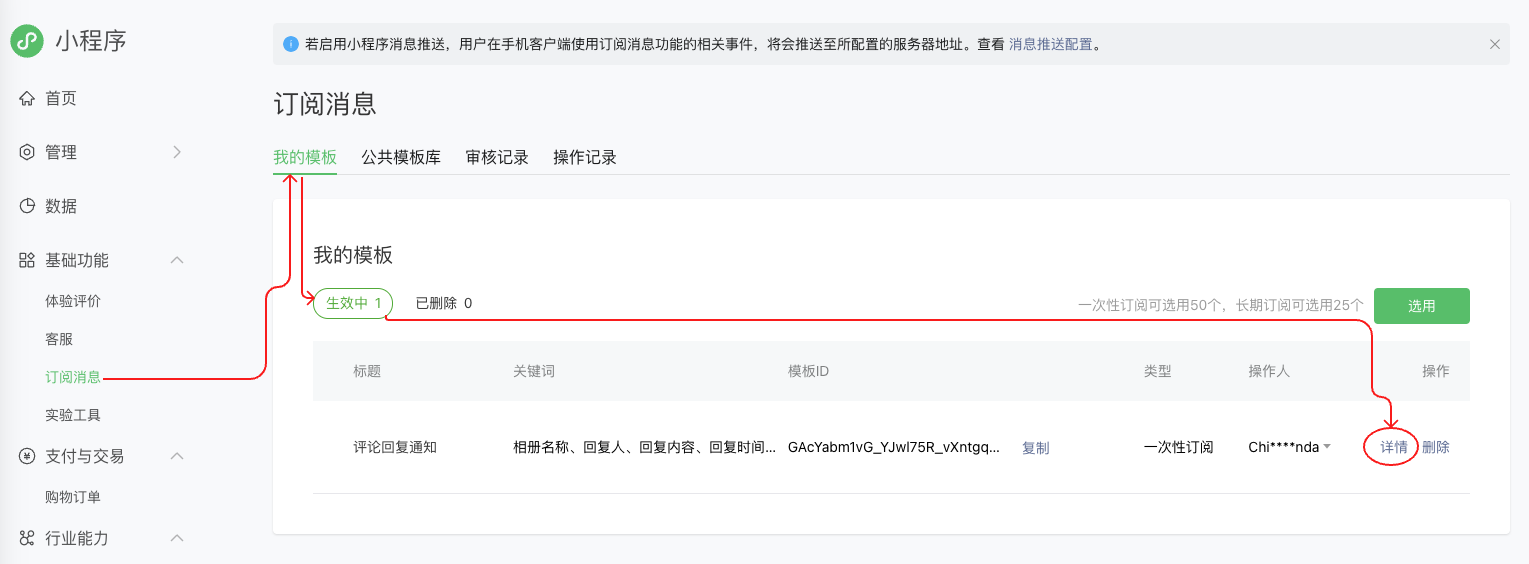 小程序
首页
管理
数据
基础功能
体验评价
客服
订阅消息
实验工具
支付与交易
购物订单
行业能力
若启用小程序消息推送，用户在手机客户端使用订阅消息功能的相关事件，将会推送至所配置的服务器地址。查看 消息推送配置。
订阅消息
我的模板 公共模板库 审核记录 操作记录
我的模板
生效中 1 已删除 0 一次性订阅可选用50个，长期订阅可选用25个 选用
标题 关键词 模板ID 类型 操作人 操作
评论回复通知 相册名称、回复人、回复内容、回复时间... GAcYabm1vG_YJwl75R_vXntgq... 复制 一次性订阅 Chi****nda 详情 删除